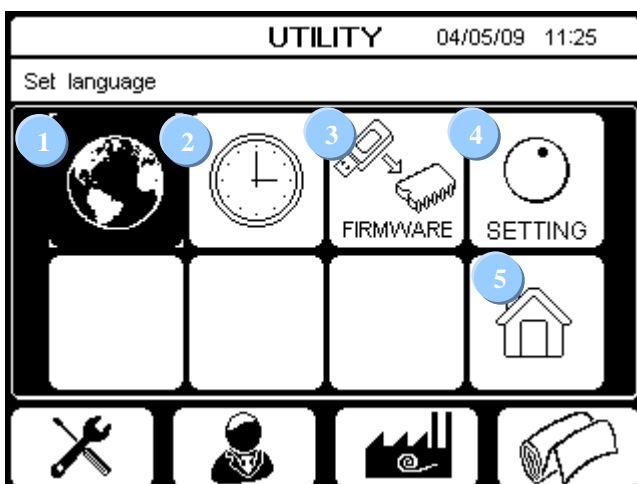 UTILITY 04/05/09 11:25
Set language
1 2 3 4
FIRMWARE SETTING
5